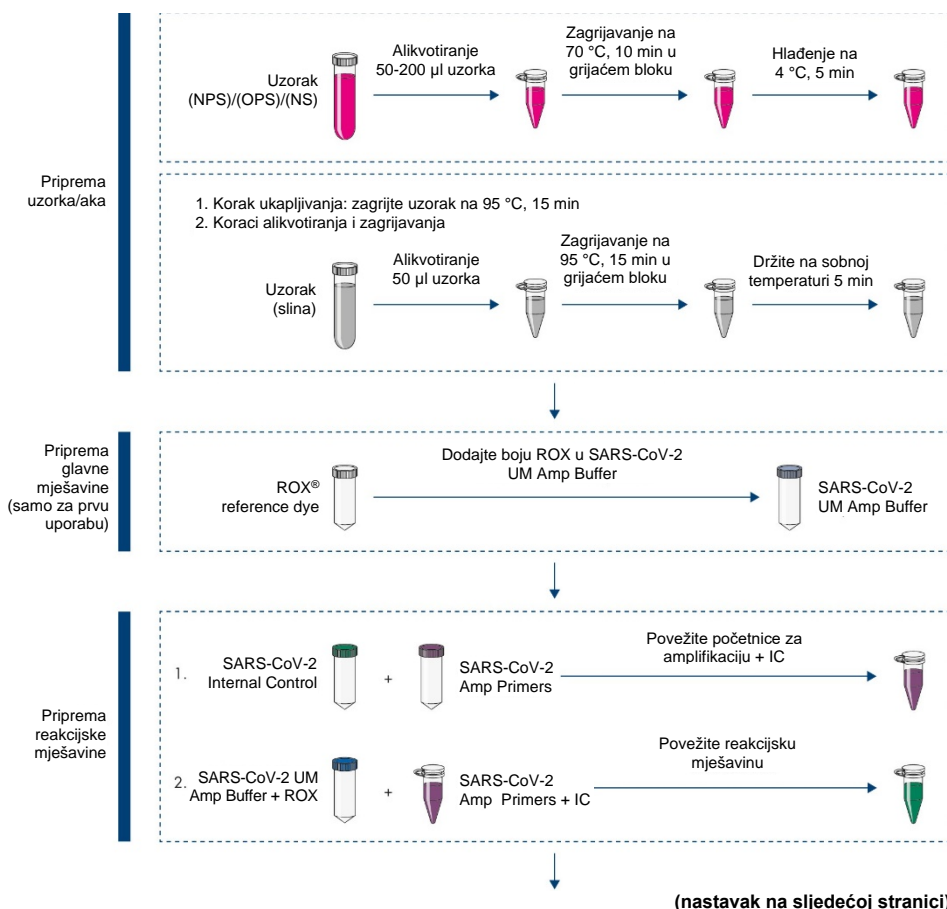 Priprema
uzorka/aka
Uzorak
(NPS)/(OPS)/(NS)
Alikvotiranje
50-200 µl uzorka
Zagrijavanje na
70 °C, 10 min u
grijaćem bloku
Hlađenje na
4 °C, 5 min
1. Korak ukapljivanja: zagrijte uzorak na 95 °C, 15 min
2. Koraci alikvotiranja i zagrijavanja
Uzorak
(slina)
Alikvotiranje
50 µl uzorka
Zagrijavanje na
95 °C, 15 min u
grijaćem bloku
Držite na sobnoj
temperaturi 5 min
Priprema
glavne
mješavine
(samo za prvu
uporabu)
ROX®
reference dye
Dodajte boju ROX u SARS-CoV-2
UM Amp Buffer
SARS-CoV-2
UM Amp Buffer
Priprema
reakcijske
mješavine
1.
SARS-CoV-2
Internal Control
+
SARS-CoV-2
Amp Primers
Povežite početnice za
amplifikaciju + IC
2.
SARS-CoV-2 UM
Amp Buffer + ROX
+
SARS-CoV-2
Amp Primers + IC
Povežite reakcijsku
mješavinu
(nastavak na sljedećoj stranici)